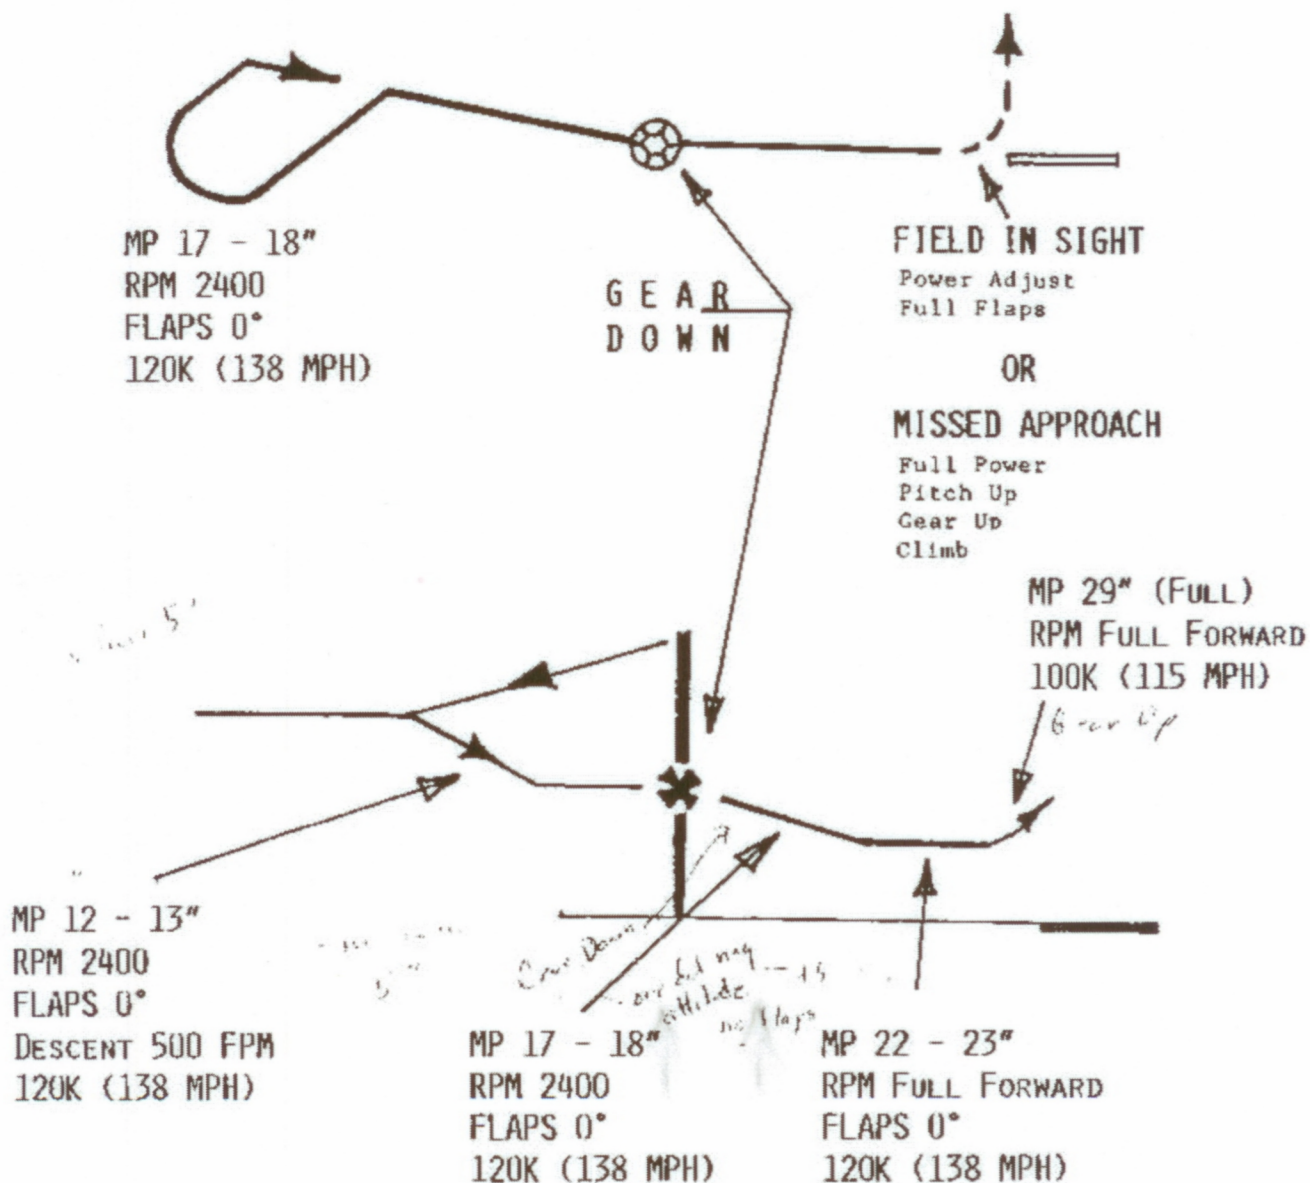 MP 17 - 18"
RPM 2400
FLAPS 0°
120K (138 MPH)
GEAR
DOWN
FIELD IN SIGHT
Power Adjust
Full Flaps
OR
MISSED APPROACH
Full Power
Pitch Up
Gear Up
Climb
MP 29" (FULL)
RPM FULL FORWARD
100K (115 MPH)
Gear Up
5"
MP 12 - 13"
RPM 2400
FLAPS 0°
DESCENT 500 FPM
120K (138 MPH)
5"
Down
no flaps
MP 17 - 18"
RPM 2400
FLAPS 0°
120K (138 MPH)
MP 22 - 23"
RPM FULL FORWARD
FLAPS 0°
120K (138 MPH)